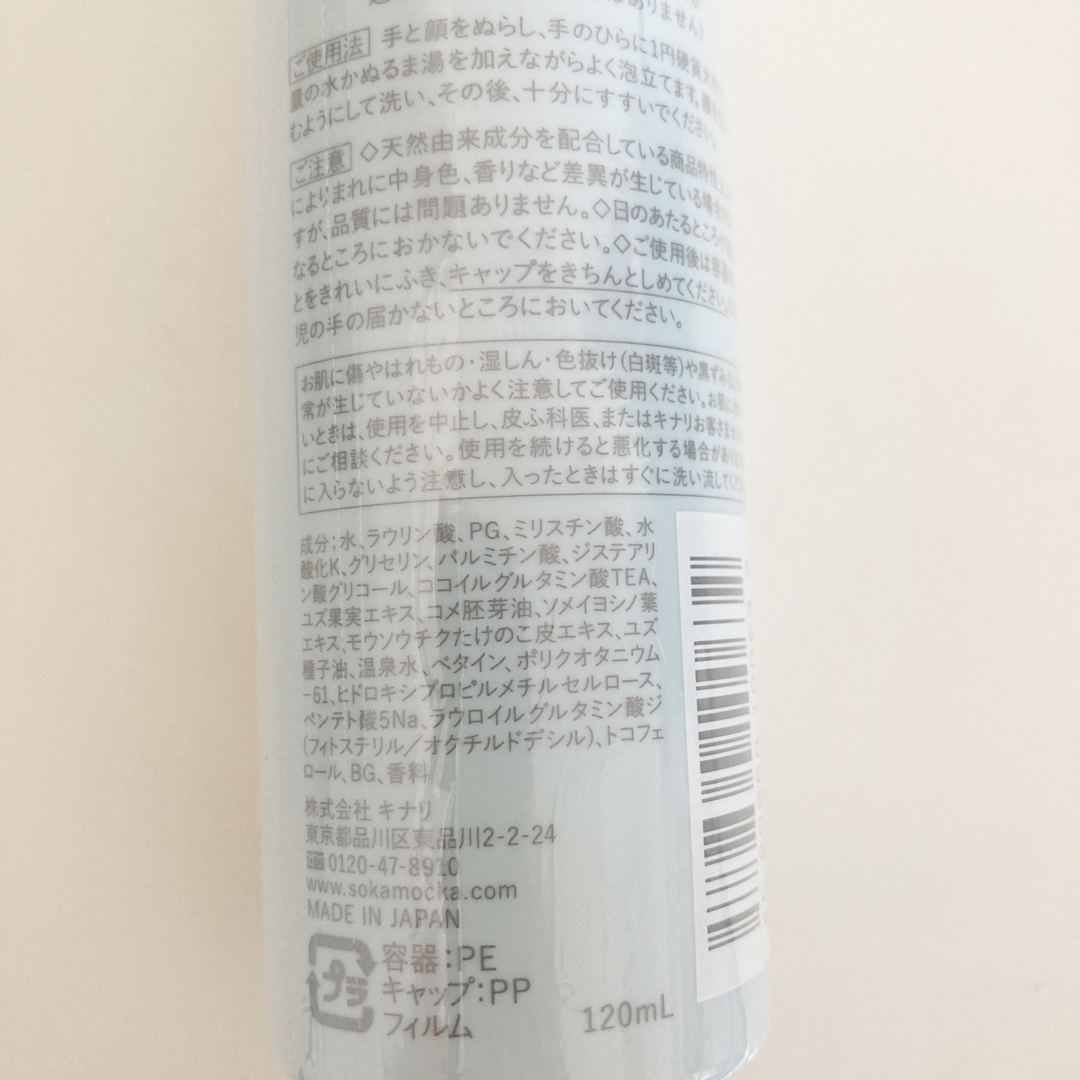 ありません)
ご使用法 手と顔をぬらし、手のひらに1円硬貨大
量の水かぬるま湯を加えながらよく泡立てます。
むようにして洗い、その後、十分にすすいでください。
ご注意 ◇天然由来成分を配合している商品特性上
によりまれに中身色、香りなど差異が生じている場合
すが、品質には問題ありません。◇日のあたるところや
なるところにおかないでください。◇ご使用後は容器
とをきれいにふき、キャップをきちんとしめてください。
児の手の届かないところにおいてください。
お肌に傷やはれもの・湿しん・色抜け(白斑等)や黒ずみ
常が生じていないかよく注意してご使用ください。お肌に
いときは、使用を中止し、皮ふ科医、またはキナリお客さま
にご相談ください。使用を続けると悪化する場合があり
に入らないよう注意し、入ったときはすぐに洗い流してくだ
成分;水、ラウリン酸、PG、ミリスチン酸、水
酸化K、グリセリン、パルミチン酸、ジステアリ
ン酸グリコール、ココイルグルタミン酸TEA、
ユズ果実エキス、コメ胚芽油、ソメイヨシノ葉
エキス、モウソウチクたけのこ皮エキス、ユズ
種子油、温泉水、ベタイン、ポリクオタニウム
-61、ヒドロキシプロピルメチルセルロース、
ペンテト酸5Na、ラウロイルグルタミン酸ジ
(フィトステリル/オクチルドデシル)、トコフェ
ロール、BG、香料
株式会社 キナリ
東京都品川区東品川2-2-24
0120-47-8910
www.sokamocka.com
MADE IN JAPAN
プラ 容器:PE
キャップ:PP
フィルム
120mL